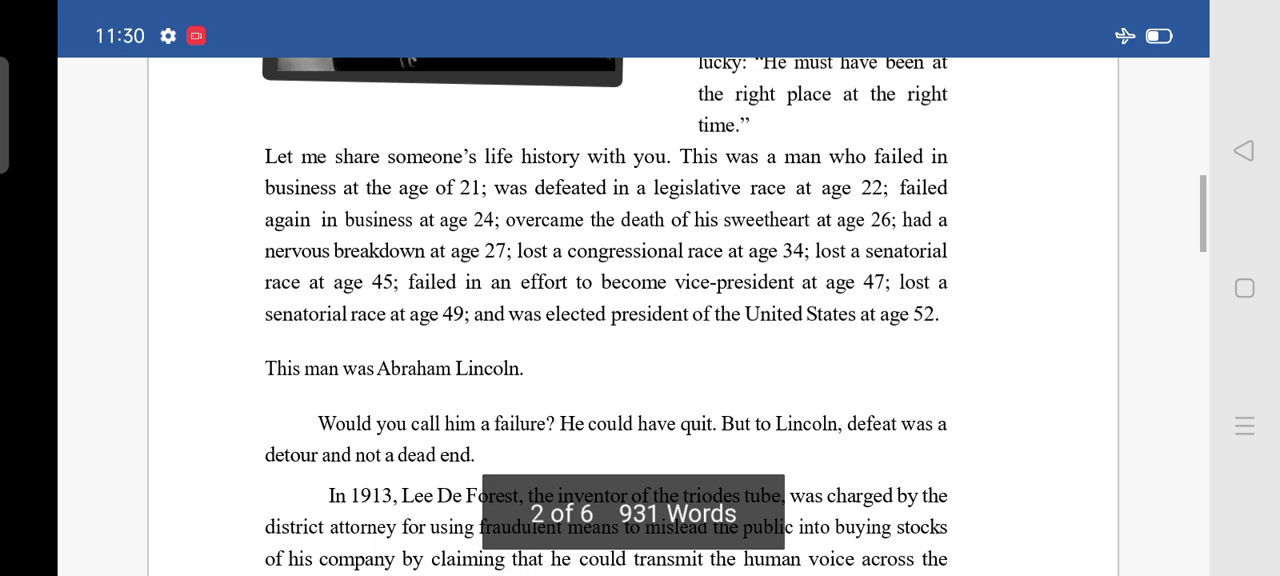 11:30
lucky: “He must have been at
the right place at the right
time.”
Let me share someone’s life history with you. This was a man who failed in
business at the age of 21; was defeated in a legislative race at age 22; failed
again in business at age 24; overcame the death of his sweetheart at age 26; had a
nervous breakdown at age 27; lost a congressional race at age 34; lost a senatorial
race at age 45; failed in an effort to become vice-president at age 47; lost a
senatorial race at age 49; and was elected president of the United States at age 52.
This man was Abraham Lincoln.
Would you call him a failure? He could have quit. But to Lincoln, defeat was a
detour and not a dead end.
In 1913, Lee De Forest, the inventor of the triodes tube, was charged by the
district attorney for using fraudulent means to mislead the public into buying stocks
of his company by claiming that he could transmit the human voice across the
2 of 6 931 Words